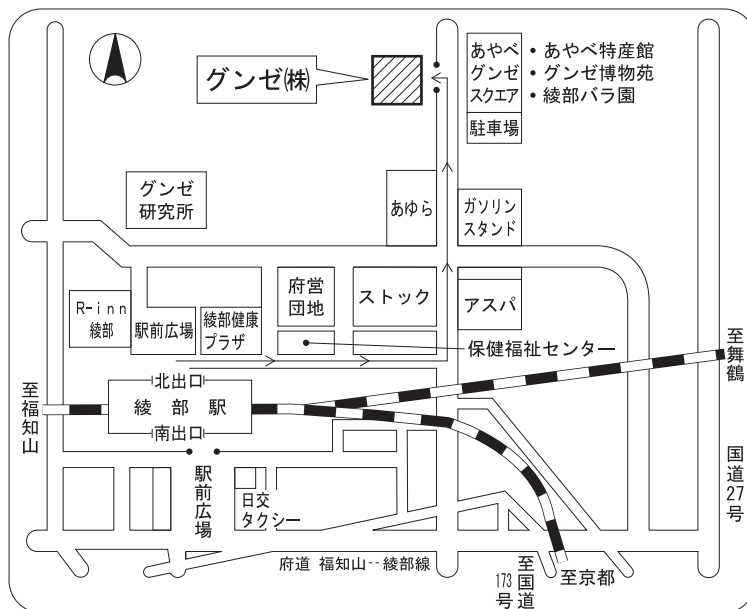 グンゼ㈱
あやべ
グンゼ
スクエア
・あやべ特産館
・グンゼ博物苑
・綾部バラ園
駐車場
グンゼ
研究所
あゆら
ガソリン
スタンド
R-inn
綾部
駅前広場
綾部健康
プラザ
府営
団地
ストック
アスパ
保健福祉センター
至舞鶴
至福知山
北出口
綾部駅
南出口
駅前広場
日交
タクシー
国道27号
府道 福知山--綾部線
至国道
173号
至京都